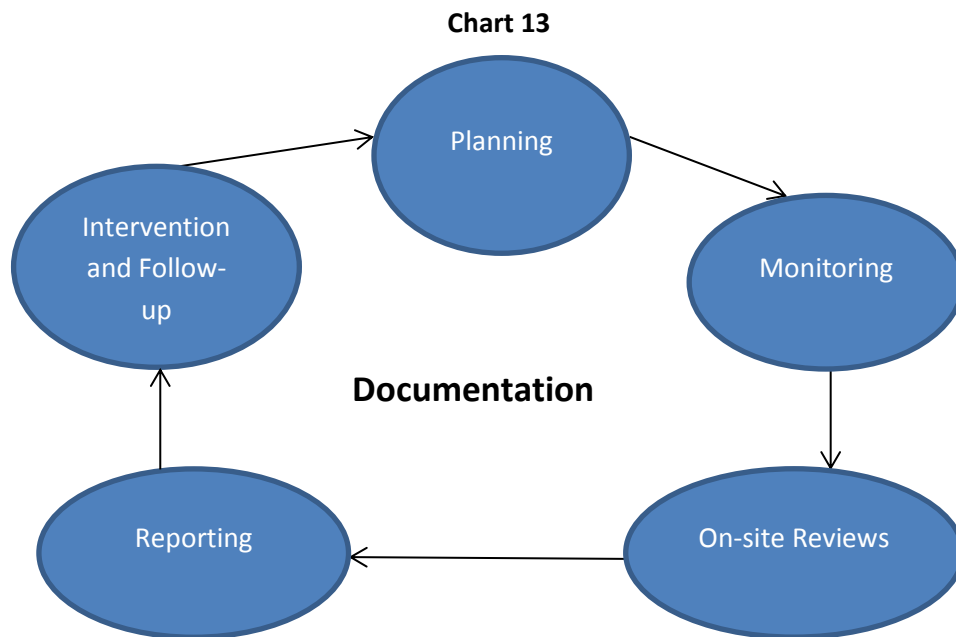 Chart 13
Planning
Intervention
and Follow-
up
Monitoring
Documentation
Reporting
On-site Reviews